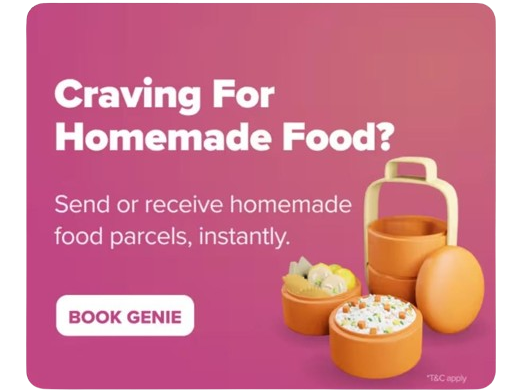 Craving For
Homemade Food?
Send or receive homemade
food parcels, instantly.
BOOK GENIE
*T&C apply